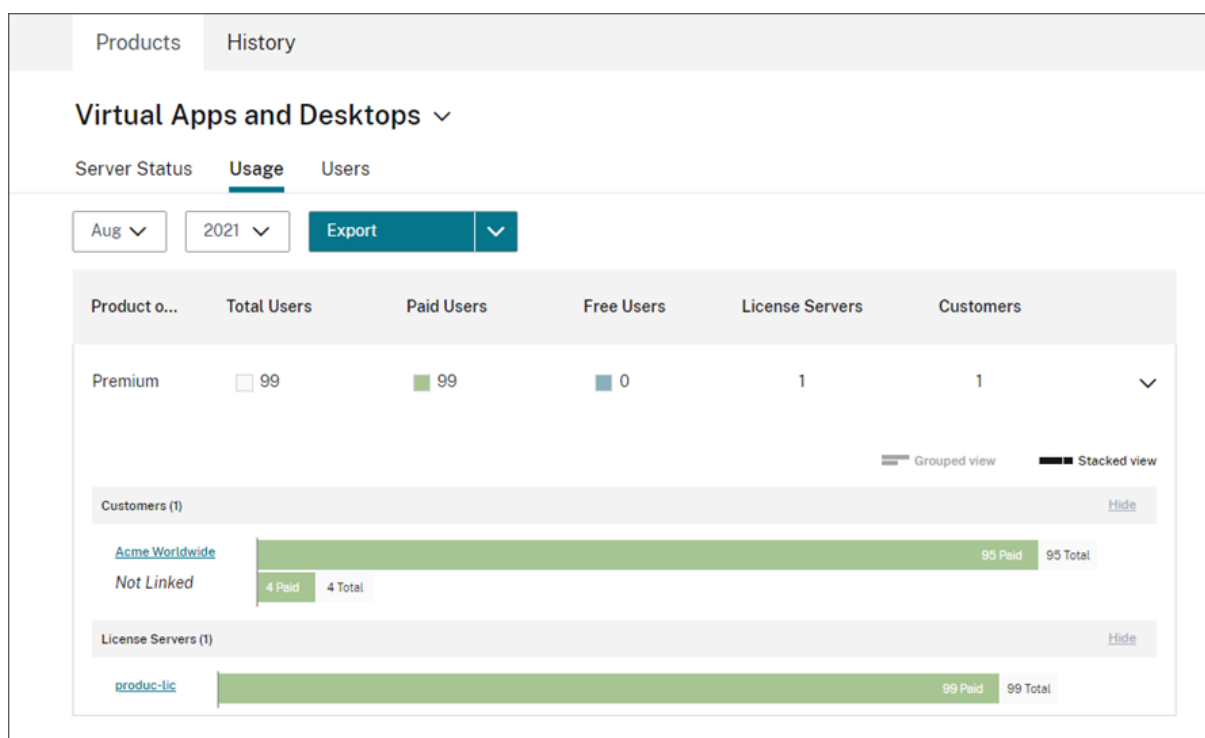 Products History
Virtual Apps and Desktops
Server Status Usage Users
Aug 2021 Export
Product o... Total Users Paid Users Free Users License Servers Customers
Premium 99 99 0 1 1
Grouped view Stacked view
Customers (1) Hide
Acme Worldwide 95 Paid 95 Total
Not Linked 4 Paid 4 Total
License Servers (1) Hide
produc-lic 99 Paid 99 Total